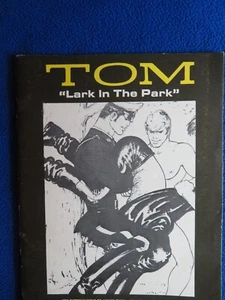 TOM
“Lark In The Park”